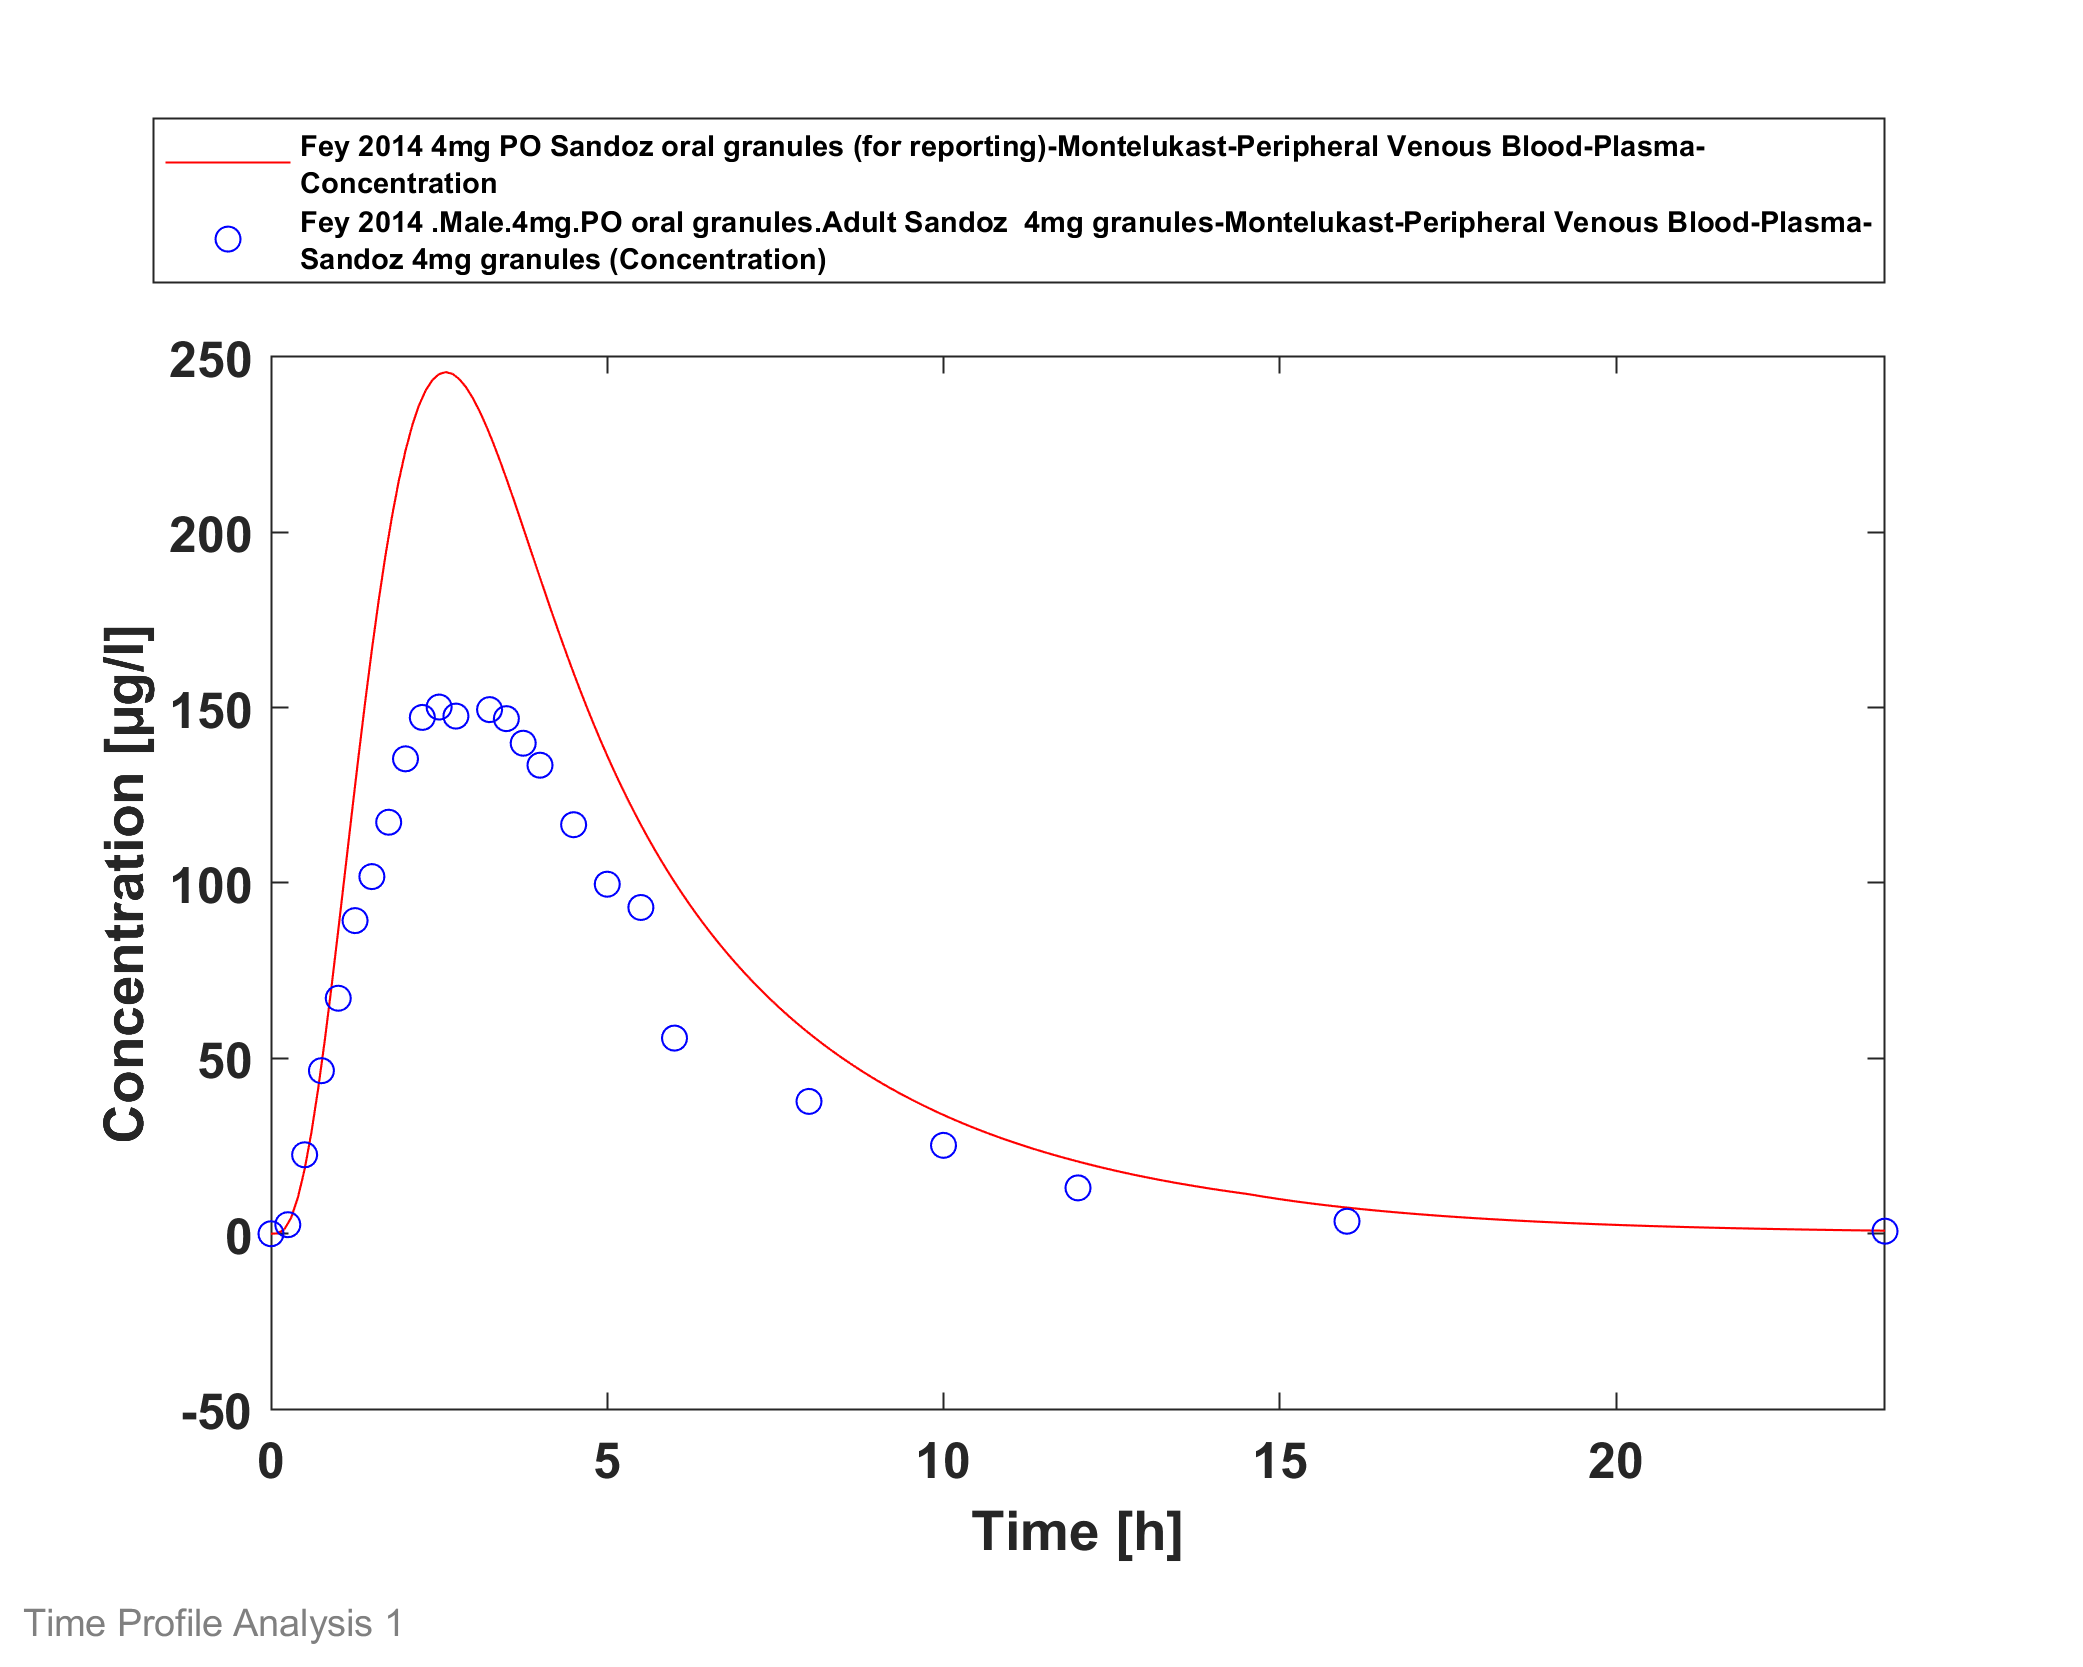 Fey 2014 4mg PO Sandoz oral granules (for reporting)-Montelukast-Peripheral Venous Blood-Plasma-
Concentration
Fey 2014 .Male.4mg.PO oral granules.Adult Sandoz  4mg granules-Montelukast-Peripheral Venous Blood-Plasma-
Sandoz 4mg granules (Concentration)
250
200
150
100
50
0
-50
Concentration [µg/l]
0 5 10 15 20
Time [h]
Time Profile Analysis 1